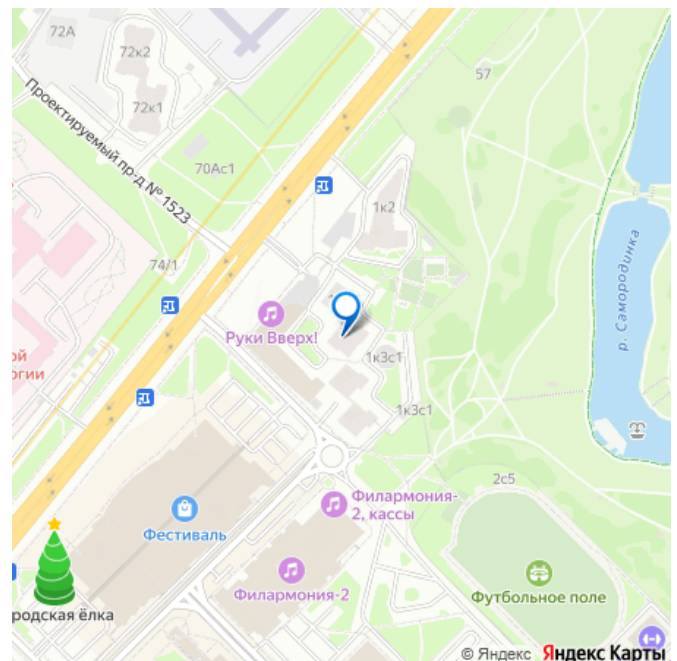 72А
72к2
57
72к1
Проектируемый пр-д № 1523
70Ас1
1к2
74/1
р. Самородинка
ой
огии
Руки Вверх!
1к3с1
1к3с1
2с5
Филармония-
2, кассы
Фестиваль
Филармония-2
Футбольное поле
родская ёлка
© Яндекс Яндекс Карты